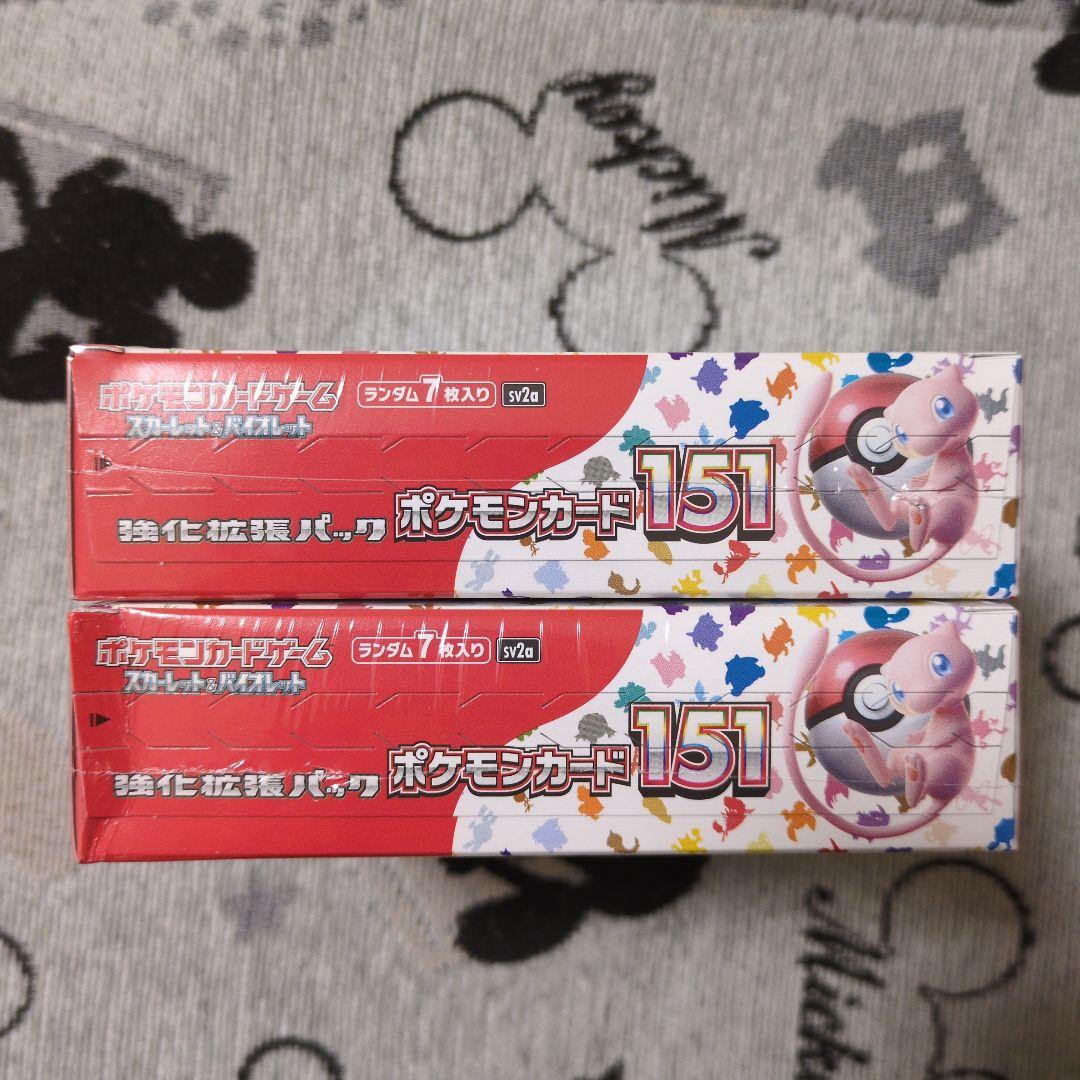 Mickey
ポケモンカードゲーム
スカーレット&バイオレット
ランダム7枚入り sv2a
強化拡張パック ポケモンカード151
ポケモンカードゲーム
スカーレット&バイオレット
ランダム7枚入り sv2a
強化拡張パック ポケモンカード151
Micke